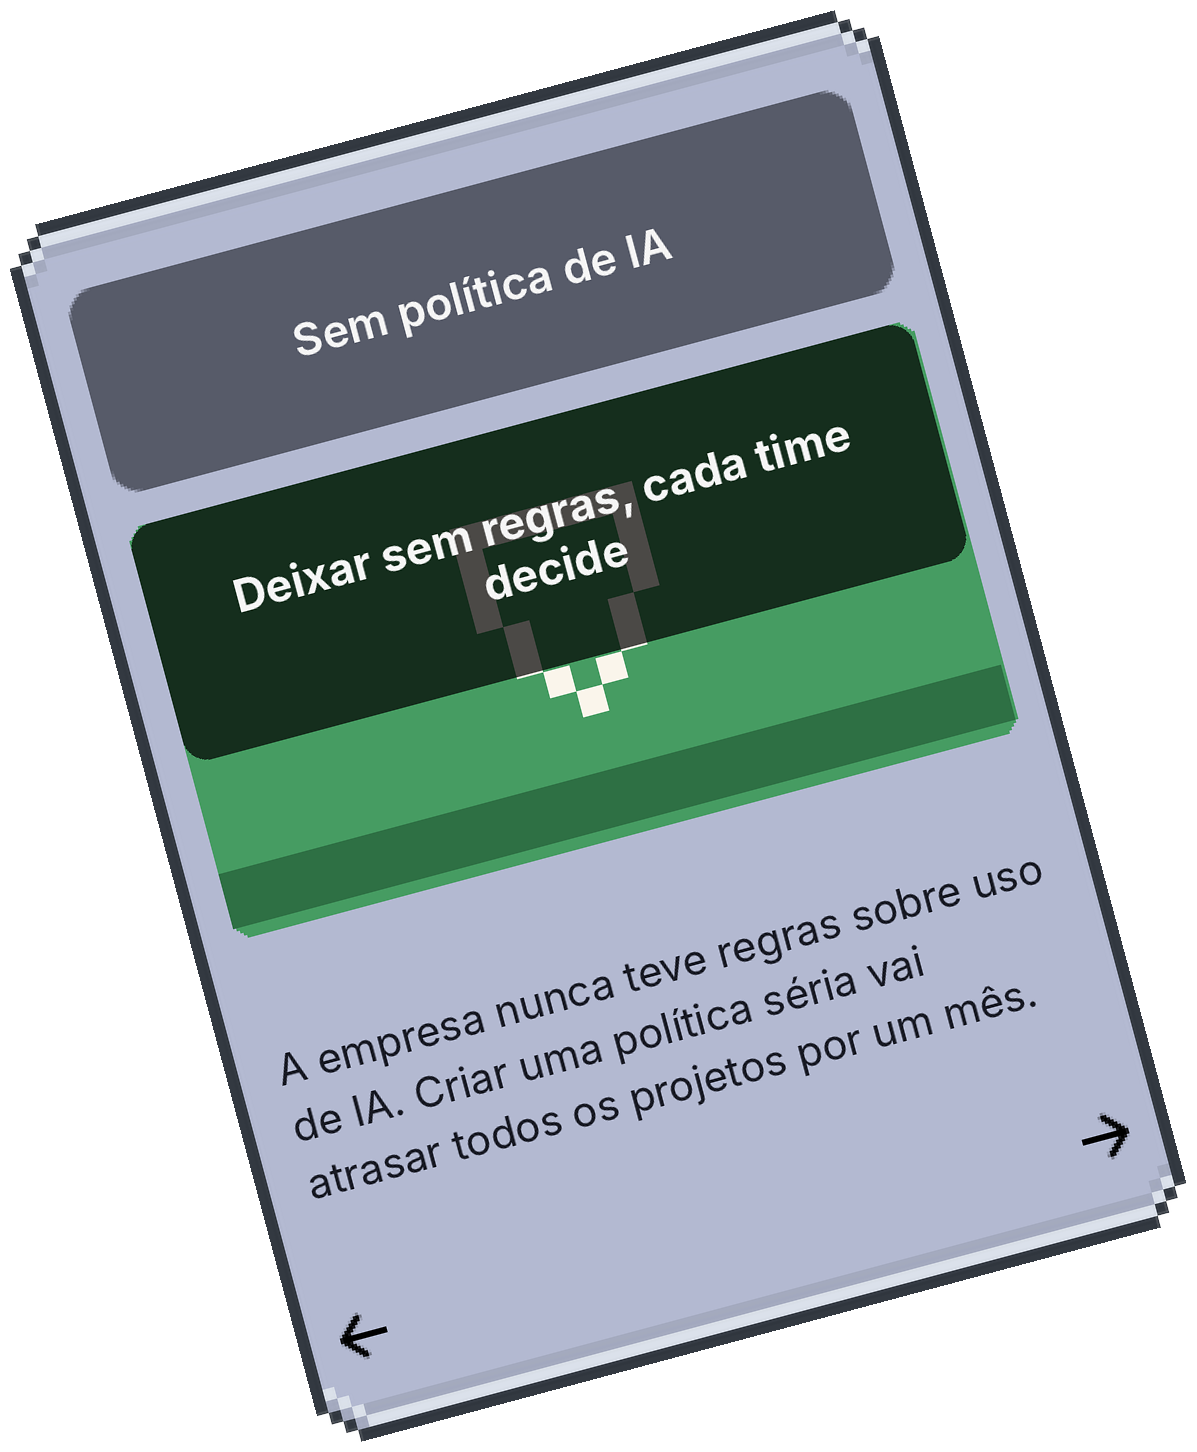 Sem política de IA
Deixar sem regras, cada time
decide
A empresa nunca teve regras sobre uso
de IA. Criar uma política séria vai
atrasar todos os projetos por um mês.